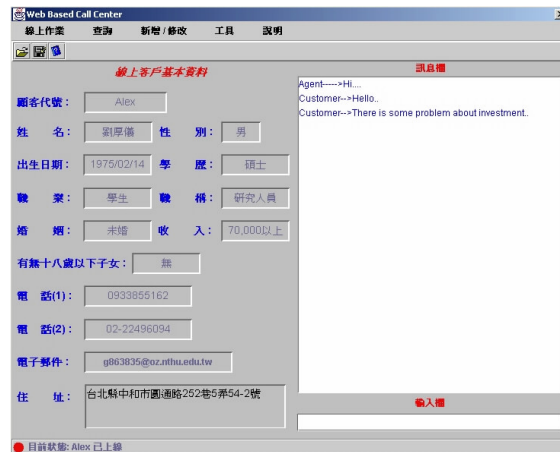 Web Based Call Center
線上作業 查詢 新增/修改 工具 說明
線上客戶基本資料
訊息欄
Agent----->Hi....
Customer-->Hello..
Customer-->There is some problem about investment..
顧客代號： Alex
姓 名： 劉厚儀 性 別： 男
出生日期： 1975/02/14 學 歷： 碩士
職 業： 學生 職 稱： 研究人員
婚 姻： 未婚 收 入： 70,000以上
有無十八歲以下子女： 無
電 話(1)： 0933855162
電 話(2)： 02-22496094
電子郵件： g863835@oz.nthu.edu.tw
住 址： 台北縣中和市圓通路252巷5弄54-2號
輸入欄
目前狀態: Alex 已上線